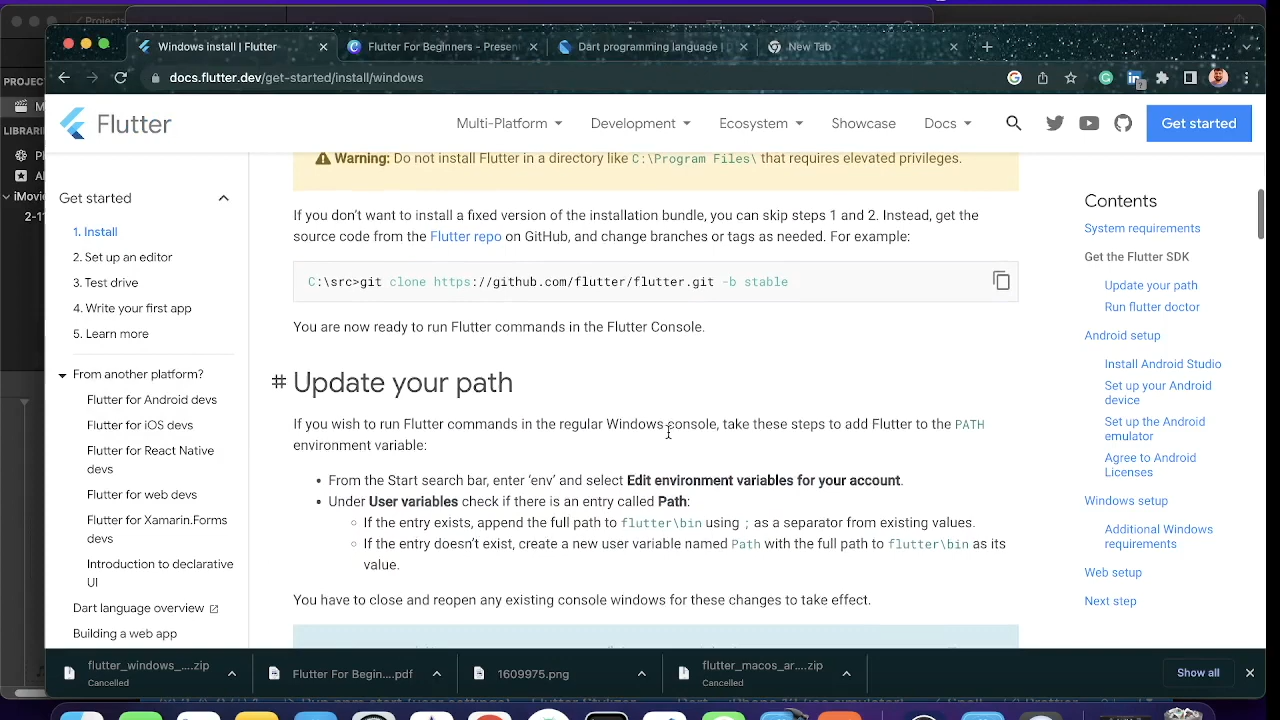 Projects
PROJEC
M
LIBRARI
Pl
Al
iMovie
2-11
Windows install | Flutter
Flutter For Beginners - Present
Dart programming language |
New Tab
docs.flutter.dev/get-started/install/windows
7
Flutter
Multi-Platform
Development
Ecosystem
Showcase
Docs
Get started
Get started
1. Install
2. Set up an editor
3. Test drive
4. Write your first app
5. Learn more
From another platform?
Flutter for Android devs
Flutter for iOS devs
Flutter for React Native
devs
Flutter for web devs
Flutter for Xamarin.Forms
devs
Introduction to declarative
UI
Dart language overview
Building a web app
Warning: Do not install Flutter in a directory like C:\Program Files\ that requires elevated privileges.
If you don’t want to install a fixed version of the installation bundle, you can skip steps 1 and 2. Instead, get the
source code from the Flutter repo on GitHub, and change branches or tags as needed. For example:
C:\src>git clone https://github.com/flutter/flutter.git -b stable
You are now ready to run Flutter commands in the Flutter Console.
# Update your path
If you wish to run Flutter commands in the regular Windows console, take these steps to add Flutter to the PATH
environment variable:
• From the Start search bar, enter ‘env’ and select Edit environment variables for your account.
• Under User variables check if there is an entry called Path:
◦ If the entry exists, append the full path to flutter\bin using ; as a separator from existing values.
◦ If the entry doesn’t exist, create a new user variable named Path with the full path to flutter\bin as its
value.
You have to close and reopen any existing console windows for these changes to take effect.
Contents
System requirements
Get the Flutter SDK
Update your path
Run flutter doctor
Android setup
Install Android Studio
Set up your Android
device
Set up the Android
emulator
Agree to Android
Licenses
Windows setup
Additional Windows
requirements
Web setup
Next step
flutter_windows_....zip
Cancelled
Flutter For Begin....pdf
1609975.png
flutter_macos_ar....zip
Cancelled
Show all